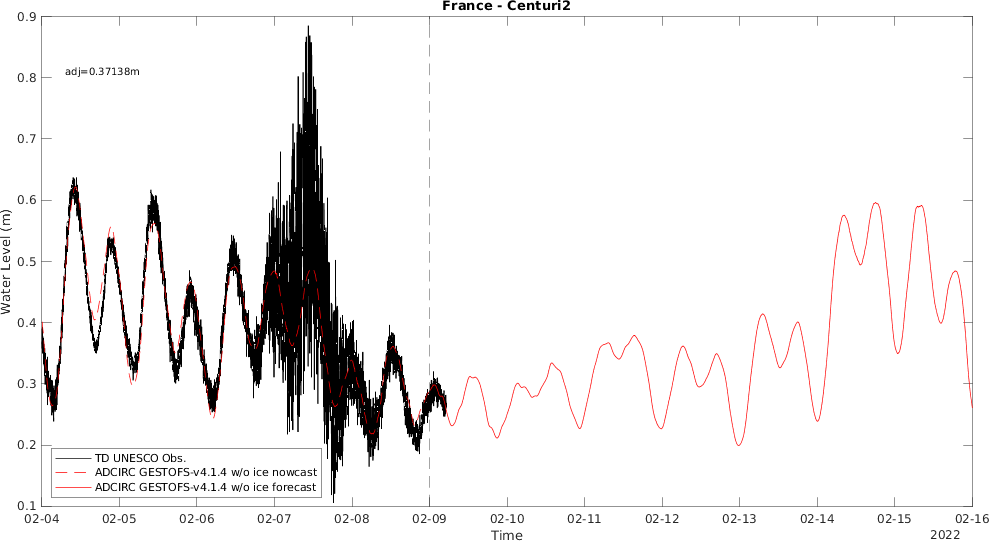 France - Centuri2
0.9
0.8
0.7
0.6
0.5
0.4
0.3
0.2
0.1
Water Level (m)
adj=0.37138m
TD UNESCO Obs.
ADCIRC GESTOFS-v4.1.4 w/o ice nowcast
ADCIRC GESTOFS-v4.1.4 w/o ice forecast
02-04 02-05 02-06 02-07 02-08 02-09 02-10 02-11 02-12 02-13 02-14 02-15 02-16
Time
2022